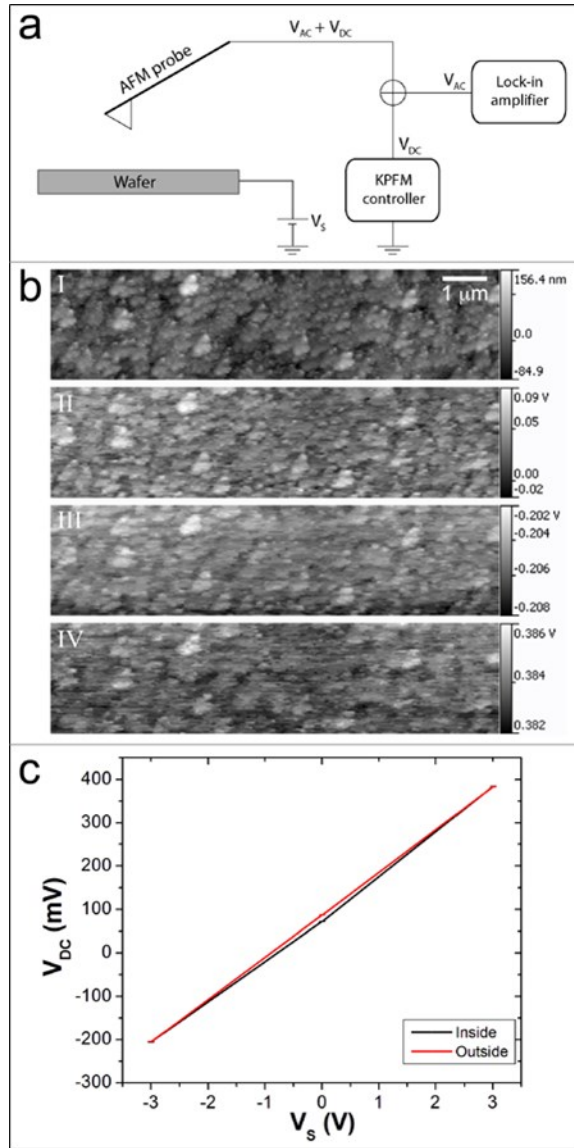 a
V_AC + V_DC
AFM probe
V_AC
Lock-in
amplifier
V_DC
KPFM
controller
Wafer
V_S
b
I
1 μm
156.4 nm
0.0
-84.9
II
0.09 V
0.05
0.00
-0.02
III
-0.202 V
-0.204
-0.206
-0.208
IV
0.386 V
0.384
0.382
c
400
300
200
100
0
-100
-200
-300
V_DC (mV)
Inside
Outside
-3 -2 -1 0 1 2 3
V_S (V)